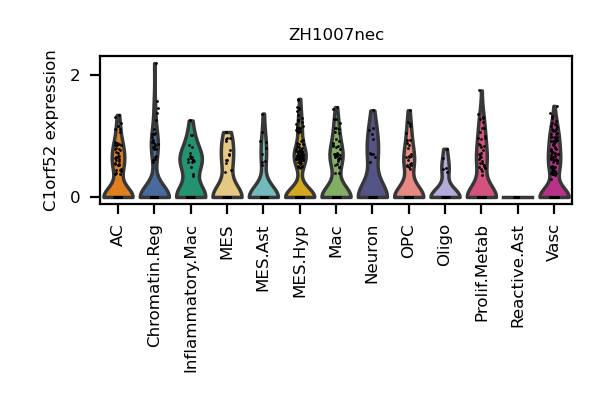 ZH1007nec
C1orf52 expression
2
0
AC
Chromatin.Reg
Inflammatory.Mac
MES
MES.Ast
MES.Hyp
Mac
Neuron
OPC
Oligo
Prolif.Metab
Reactive.Ast
Vasc